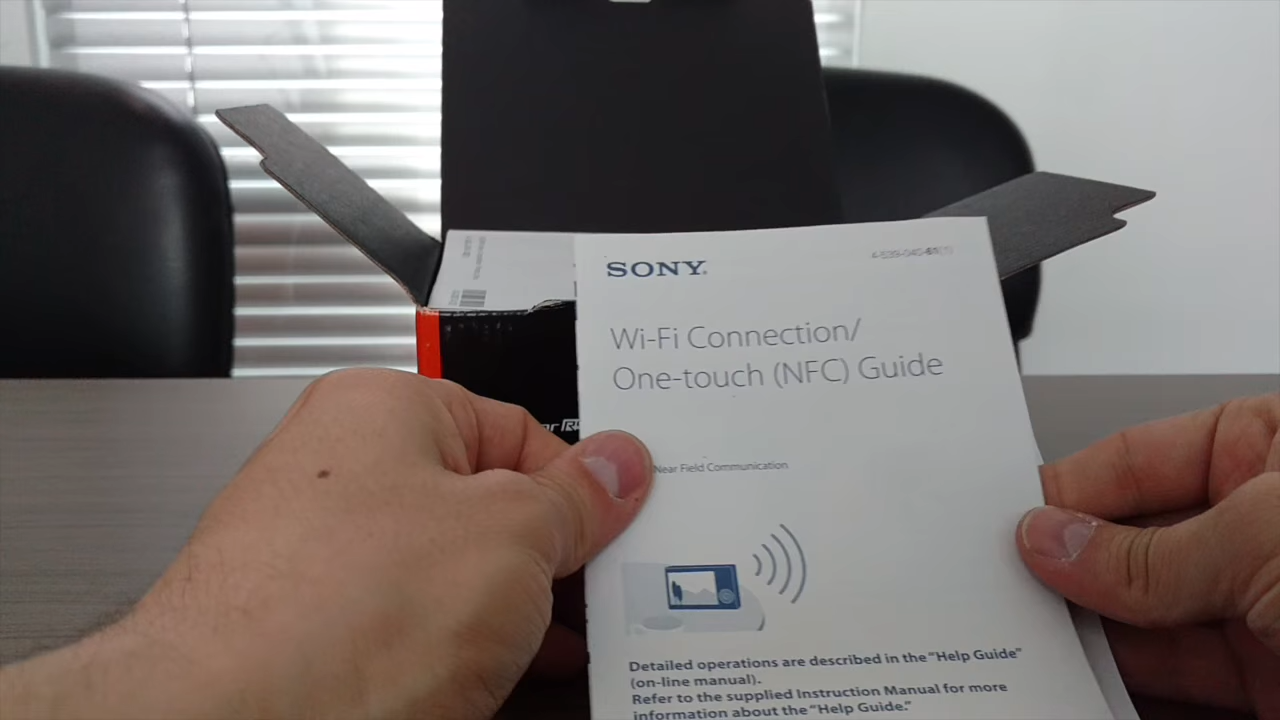 SONY
Wi-Fi Connection/
One-touch (NFC) Guide
Near Field Communication
Detailed operations are described in the “Help Guide”
(on-line manual).
Refer to the supplied Instruction Manual for more
information about the “Help Guide.”